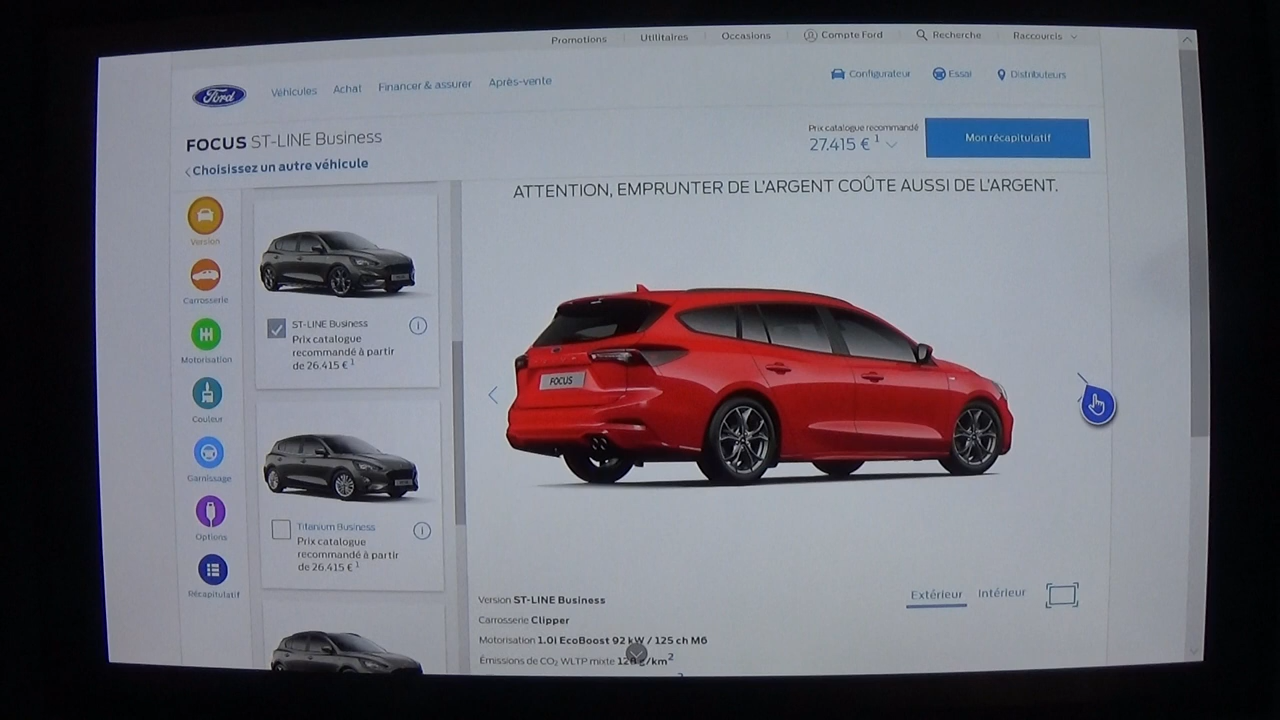 Promotions
Utilitaires
Occasions
Compte Ford
Recherche
Raccourcis
Ford
Véhicules
Achat
Financer & assurer
Après-vente
Configurateur
Essai
Distributeurs
FOCUS ST-LINE Business
Choisissez un autre véhicule
Prix catalogue recommandé
27.415 € 1
Mon récapitulatif
ATTENTION, EMPRUNTER DE L'ARGENT COÛTE AUSSI DE L'ARGENT.
Version
Carrosserie
Motorisation
Couleur
Garnissage
Options
Récapitulatif
ST-LINE Business
Prix catalogue
recommandé à partir
de 26.415 € 1
Titanium Business
Prix catalogue
recommandé à partir
de 26.415 € 1
FOCUS
Extérieur
Intérieur
Version ST-LINE Business
Carrosserie Clipper
Motorisation 1.0i EcoBoost 92 kW / 125 ch M6
Émissions de CO₂ WLTP mixte g/km2